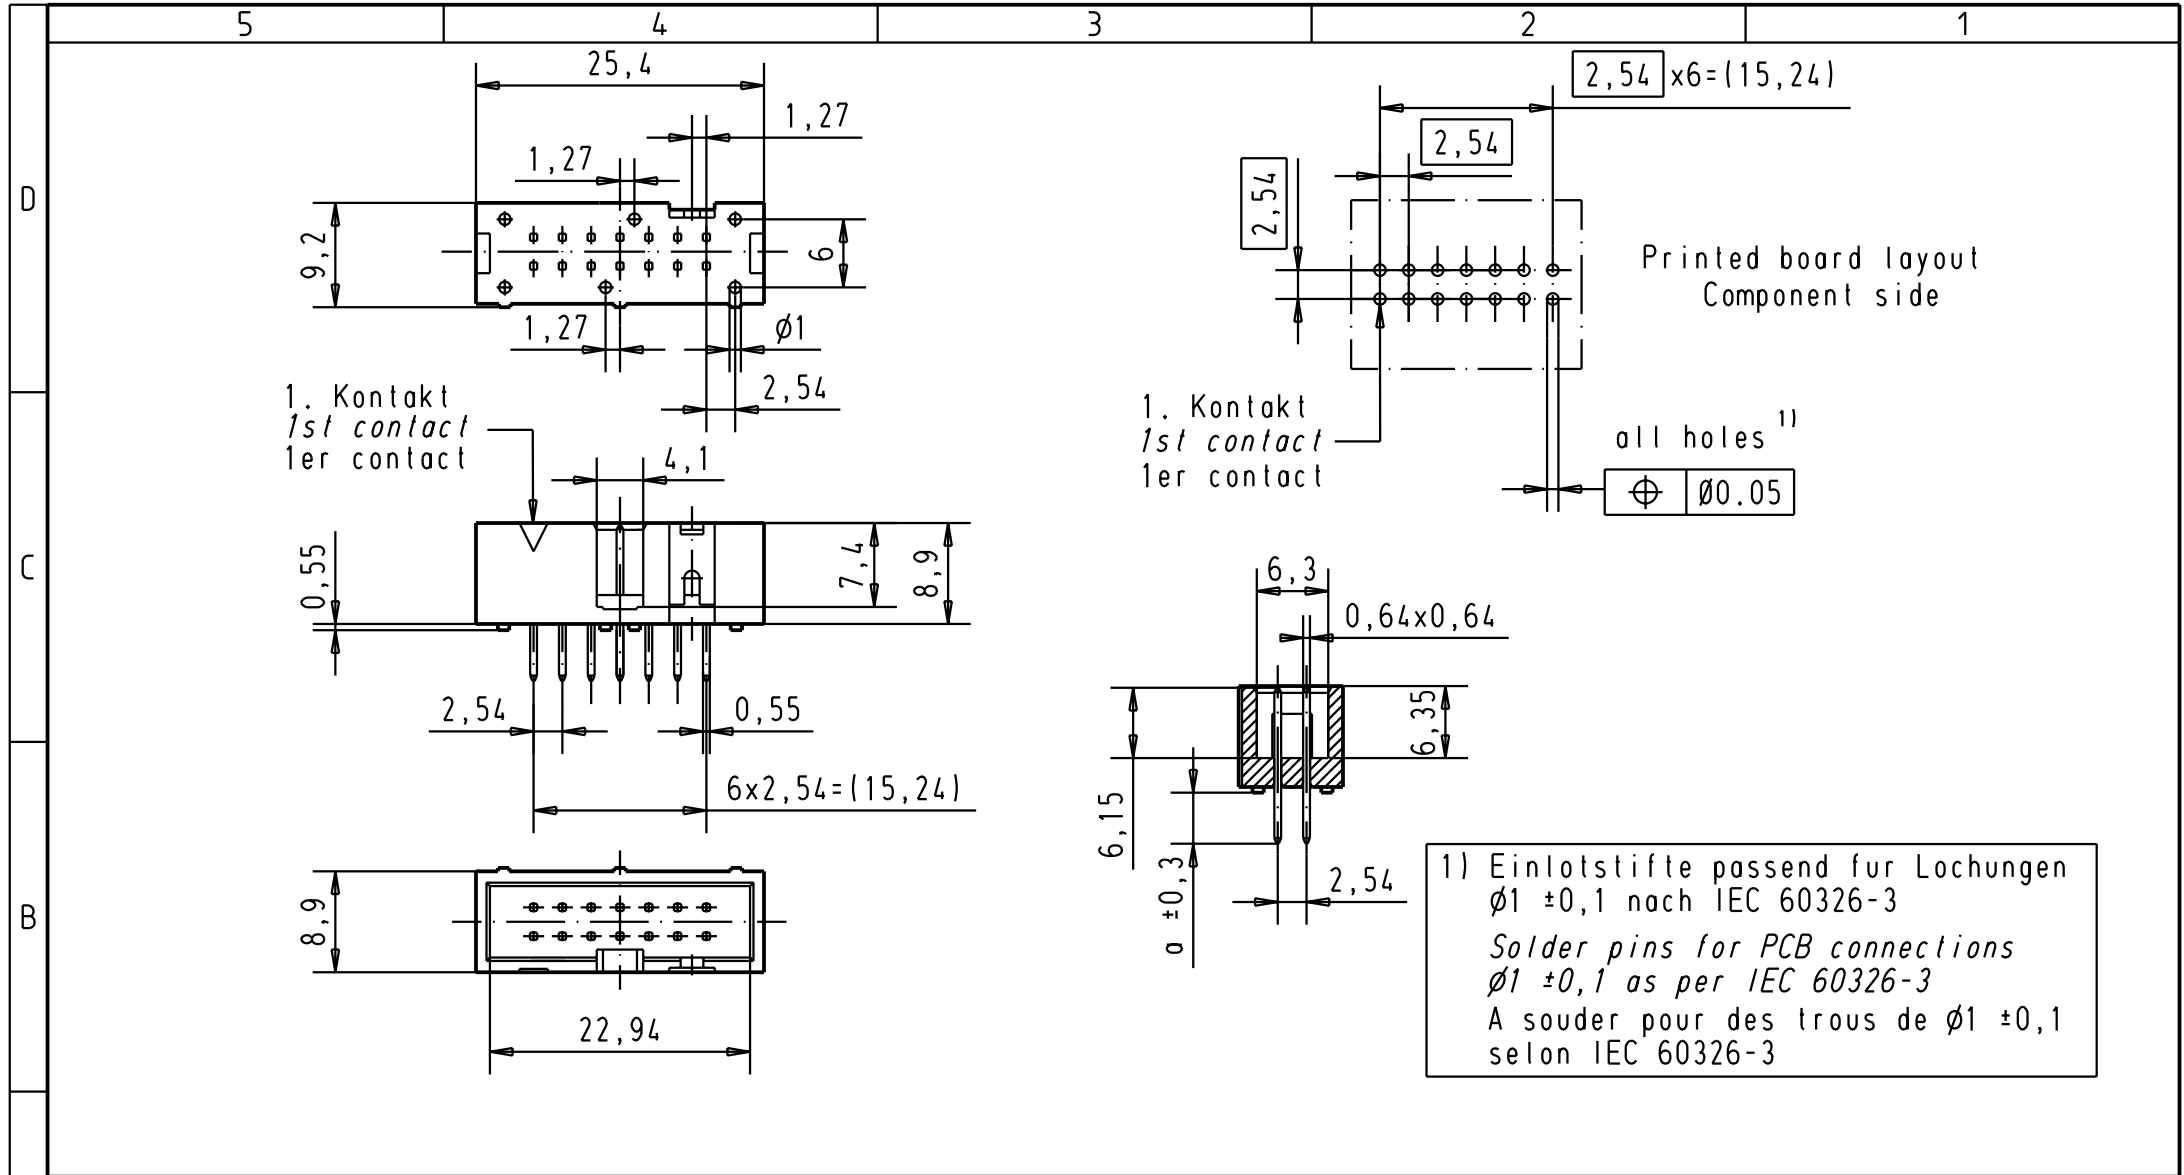 5 4 3 2 1
D
C
B
25,4
1,27
1,27
9,2
6
1,27
ϕ1
2,54
1. Kontakt
1st contact
1er contact
4,1
0,55
7,4
8,9
2,54
0,55
6x2,54=(15,24)
8,9
22,94
2,54 x6=(15,24)
2,54
2,54
Printed board layout
Component side
1. Kontakt
1st contact
1er contact
all holes 1)
⌖ Ø0.05
6,3
0,64x0,64
6,35
6,15
a ±0,3
2,54
1) Einlotstifte passend fur Lochungen
ϕ1 ±0,1 nach IEC 60326-3
Solder pins for PCB connections
ϕ1 ±0,1 as per IEC 60326-3
A souder pour des trous de ϕ1 ±0,1
selon IEC 60326-3